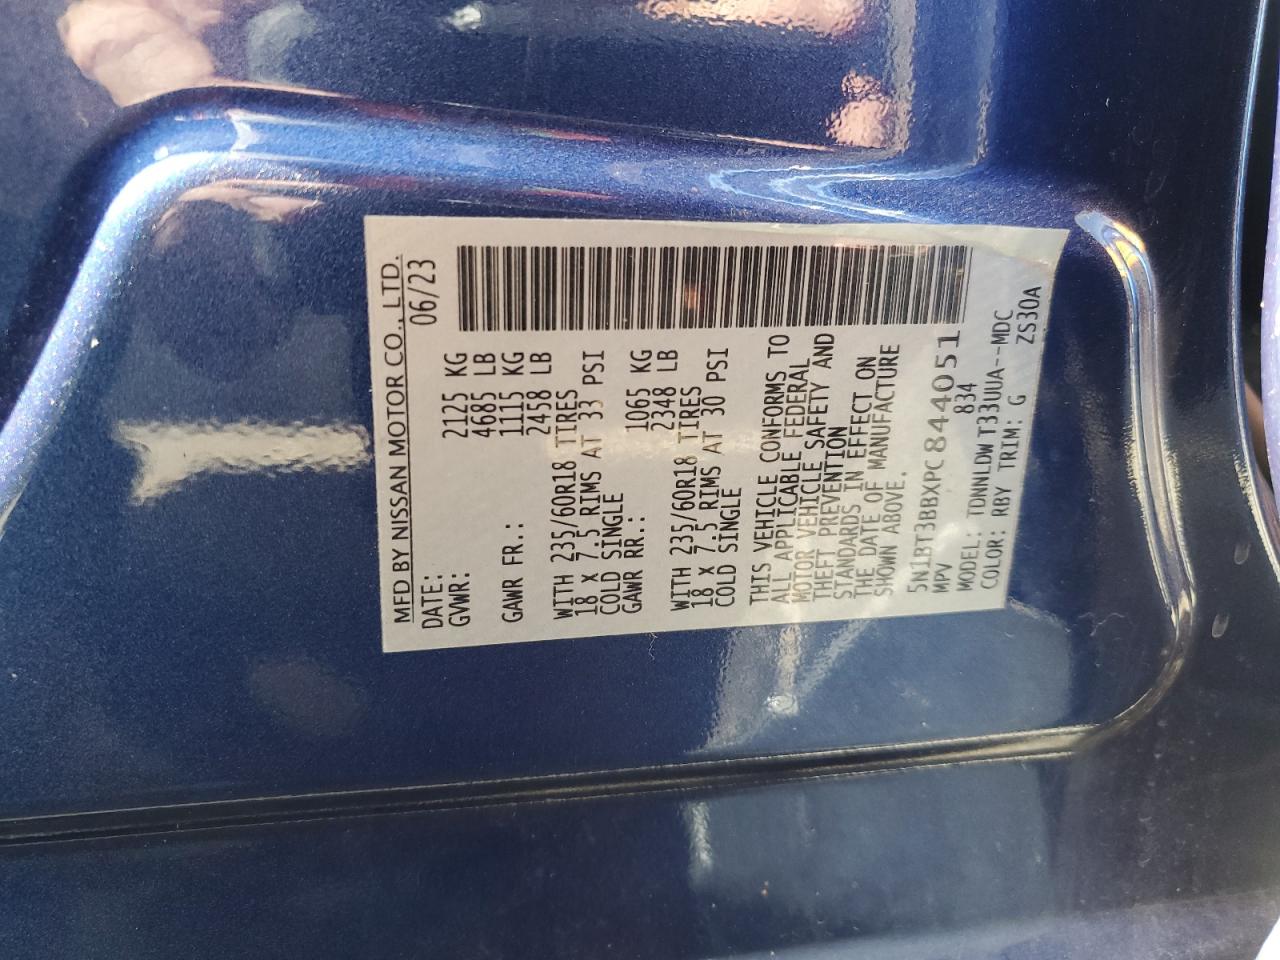 MFD BY NISSAN MOTOR CO., LTD.
DATE: 06/23
GVWR: 2125 KG
4685 LB
GAWR FR.: 1115 KG
2458 LB
WITH 235/60R18 TIRES
18 X 7.5 RIMS AT 33 PSI
COLD SINGLE
GAWR RR.: 1065 KG
2348 LB
WITH 235/60R18 TIRES
18 X 7.5 RIMS AT 30 PSI
COLD SINGLE
THIS VEHICLE CONFORMS TO
ALL APPLICABLE FEDERAL
MOTOR VEHICLE SAFETY AND
THEFT PREVENTION
STANDARDS IN EFFECT ON
THE DATE OF MANUFACTURE
SHOWN ABOVE.
5N1BT3BBXPC844051
MPV 834
MODEL: TDNNLDWT33UUA--MDC
COLOR: RBY TRIM: G ZS30A